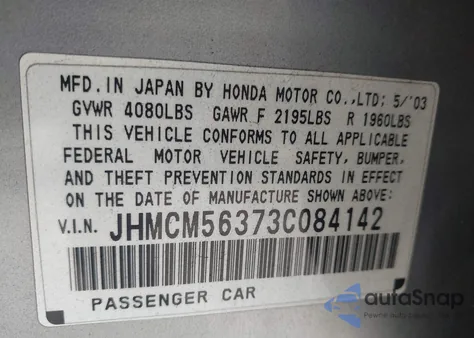 MFD. IN JAPAN BY HONDA MOTOR CO.,LTD; 5/'03
GVWR 4080LBS GAWR F 2195LBS R 1960LBS
THIS VEHICLE CONFORMS TO ALL APPLICABLE
FEDERAL MOTOR VEHICLE SAFETY, BUMPER,
AND THEFT PREVENTION STANDARDS IN EFFECT
ON THE DATE OF MANUFACTURE SHOWN ABOVE:
V.I.N. JHMCM56373C084142
PASSENGER CAR
autoSnap